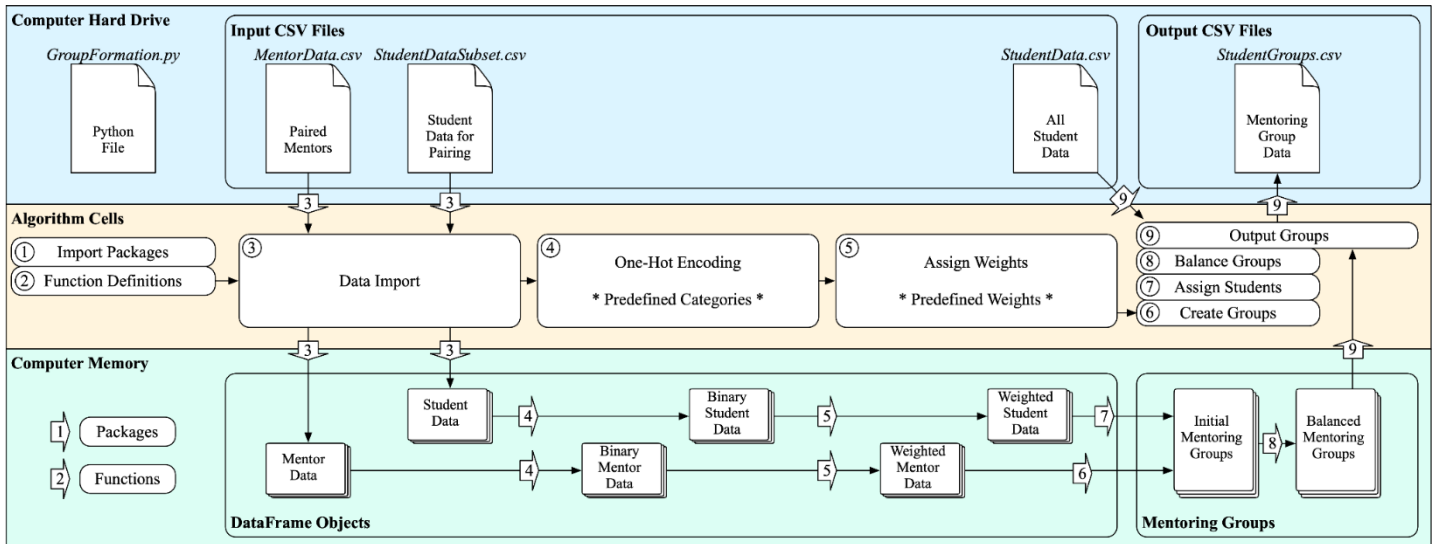 Computer Hard Drive
Input CSV Files
Output CSV Files
GroupFormation.py
MentorData.csv
StudentDataSubset.csv
StudentData.csv
StudentGroups.csv
Python
File
Paired
Mentors
Student
Data for
Pairing
All
Student
Data
Mentoring
Group
Data
3
3
9
9
Algorithm Cells
1 Import Packages
2 Function Definitions
3
Data Import
4
One-Hot Encoding
* Predefined Categories *
5
Assign Weights
* Predefined Weights *
9 Output Groups
8 Balance Groups
7 Assign Students
6 Create Groups
3
3
9
Computer Memory
1 Packages
2 Functions
Student
Data
4
Binary
Student
Data
5
Weighted
Student
Data
7
Mentor
Data
4
Binary
Mentor
Data
5
Weighted
Mentor
Data
6
Initial
Mentoring
Groups
8
Balanced
Mentoring
Groups
DataFrame Objects
Mentoring Groups